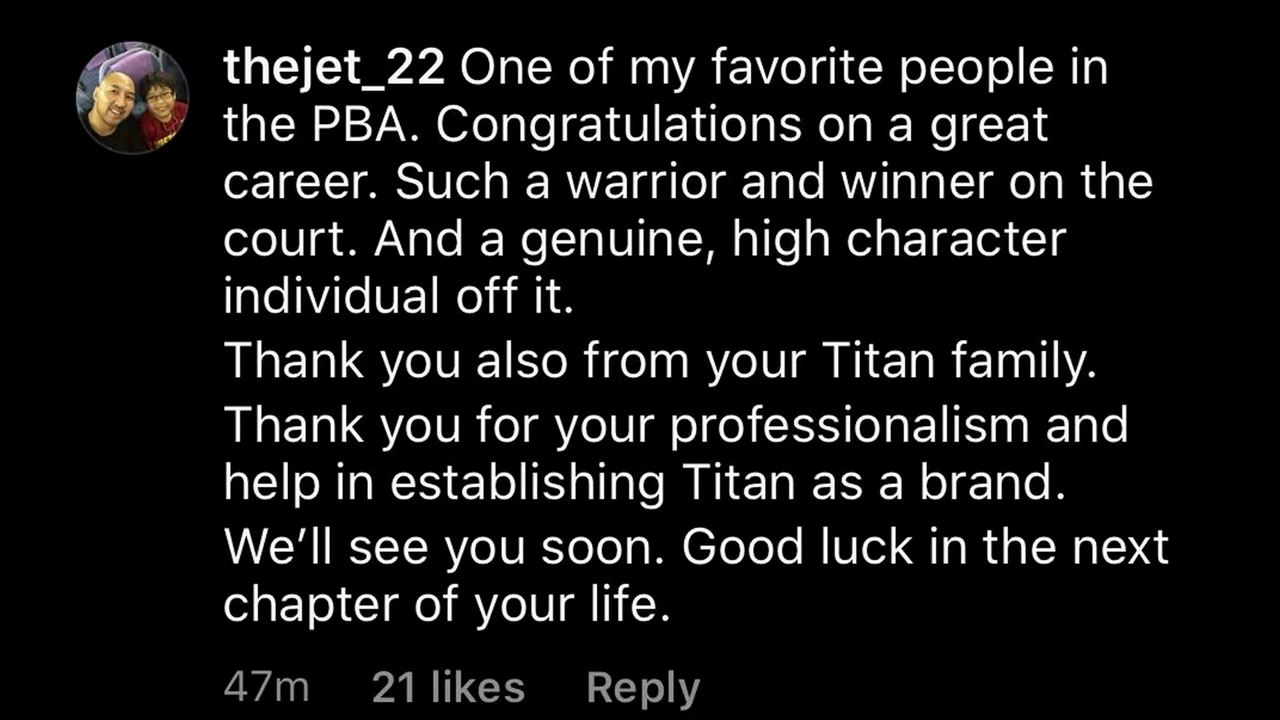 thejet_22 One of my favorite people in
the PBA. Congratulations on a great
career. Such a warrior and winner on the
court. And a genuine, high character
individual off it.
Thank you also from your Titan family.
Thank you for your professionalism and
help in establishing Titan as a brand.
We’ll see you soon. Good luck in the next
chapter of your life.
47m 21 likes Reply